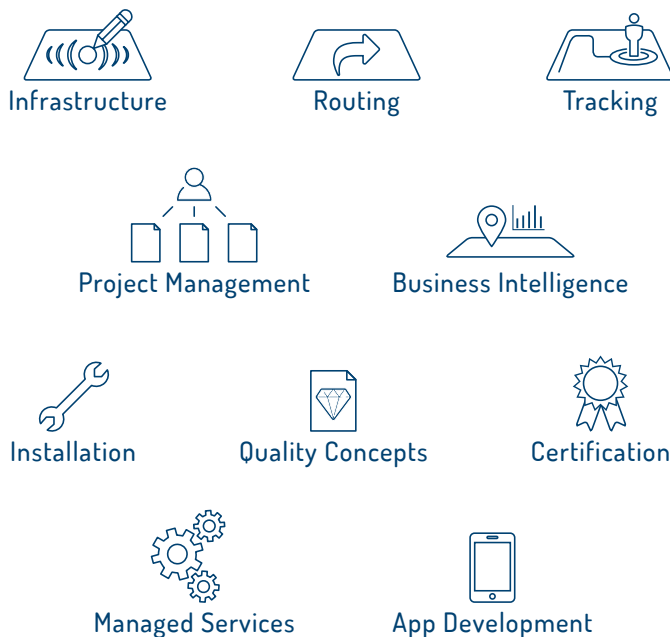 Infrastructure
Routing
Tracking
Project Management
Business Intelligence
Installation
Quality Concepts
Certification
Managed Services
App Development